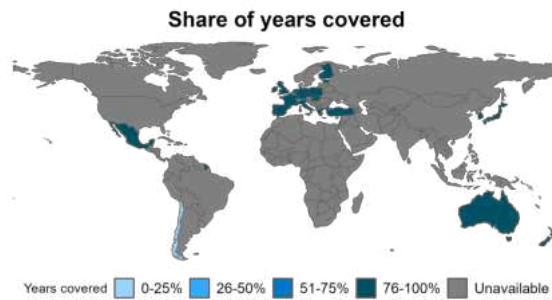 Share of years covered
Years covered 0-25% 26-50% 51-75% 76-100% Unavailable